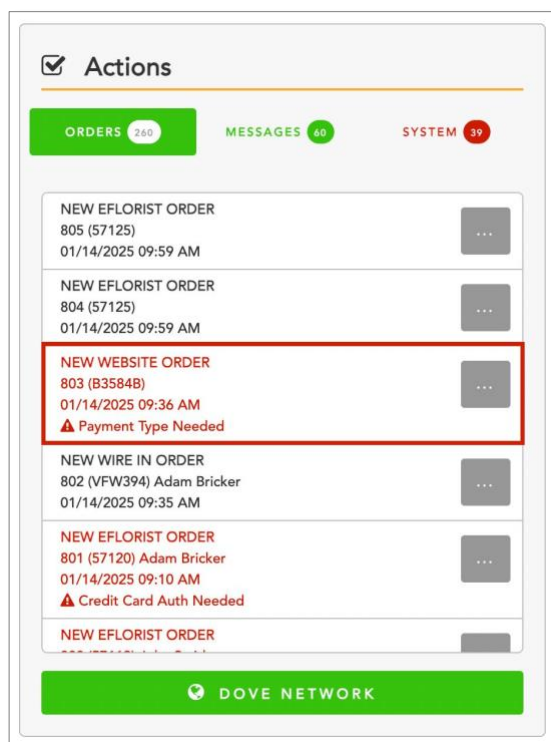 Actions
ORDERS 260 MESSAGES 60 SYSTEM 39
NEW EFLORIST ORDER
805 (57125)
...
01/14/2025 09:59 AM
NEW EFLORIST ORDER
804 (57125)
...
01/14/2025 09:59 AM
NEW WEBSITE ORDER
803 (B3584B)
...
01/14/2025 09:36 AM
Payment Type Needed
NEW WIRE IN ORDER
802 (VFW394) Adam Bricker
...
01/14/2025 09:35 AM
NEW EFLORIST ORDER
801 (57120) Adam Bricker
...
01/14/2025 09:10 AM
Credit Card Auth Needed
NEW EFLORIST ORDER
DOVE NETWORK